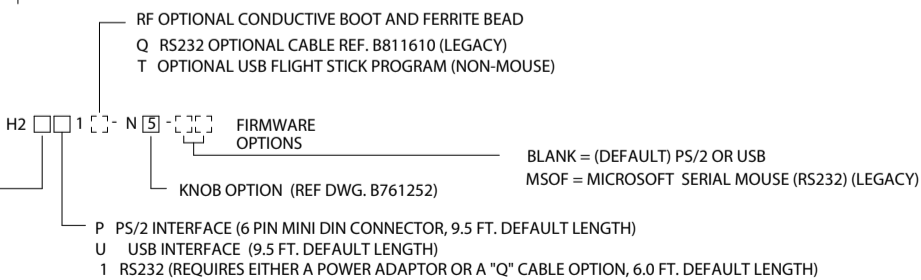 RF OPTIONAL CONDUCTIVE BOOT AND FERRITE BEAD
Q RS232 OPTIONAL CABLE REF. B811610 (LEGACY)
T OPTIONAL USB FLIGHT STICK PROGRAM (NON-MOUSE)
H2 1 - N 5 - FIRMWARE
OPTIONS
BLANK = (DEFAULT) PS/2 OR USB
MSOF = MICROSOFT SERIAL MOUSE (RS232) (LEGACY)
KNOB OPTION (REF DWG. B761252)
P PS/2 INTERFACE (6 PIN MINI DIN CONNECTOR, 9.5 FT. DEFAULT LENGTH)
U USB INTERFACE (9.5 FT. DEFAULT LENGTH)
1 RS232 (REQUIRES EITHER A POWER ADAPTOR OR A "Q" CABLE OPTION, 6.0 FT. DEFAULT LENGTH)